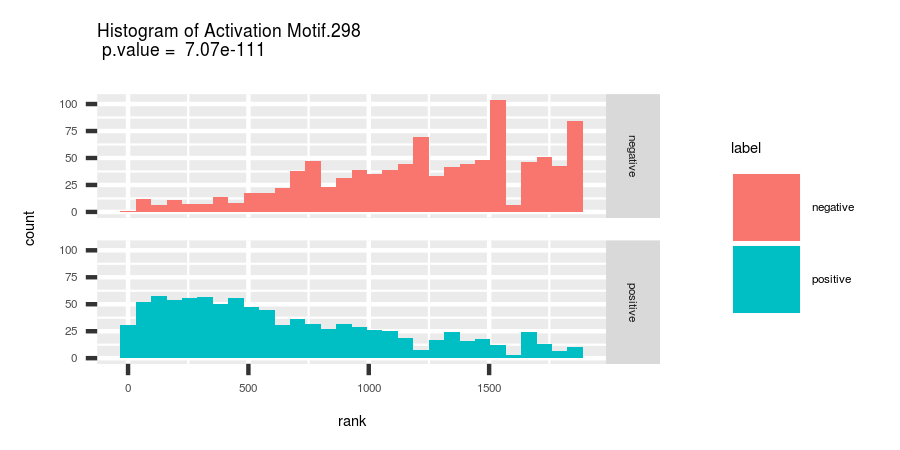 Histogram of Activation Motif.298
p.value = 7.07e-111
100
75
50
25
0
negative
100
75
50
25
0
positive
0 500 1000 1500
count
rank
label
negative
positive